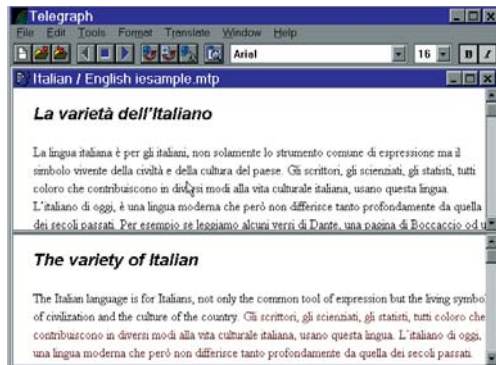 Telegraph
File Edit Tools Format Translate Window Help
Arial 16 B I
Italian / English iesample.mtp
La varietà dell'Italiano
La lingua italiana è per gli italiani, non solamente lo strumento comune di espressione ma il
simbolo vivente della civiltà e della cultura del paese. Gli scrittori, gli scienziati, gli statisti, tutti
coloro che contribuiscono in diversi modi alla vita culturale italiana, usano questa lingua.
L'italiano di oggi, è una lingua moderna che però non differisce tanto profondamente da quella
dei secoli passati. Per esempio se leggiamo alcuni verri di Dante, una pagina di Boccaccio od u
The variety of Italian
The Italian language is for Italians, not only the common tool of expression but the living symbo
of civilization and the culture of the country. Gli scrittori, gli scienziati, gli statisti, tutti coloro che
contribuiscono in diversi modi alla vita culturale italiana, usano questa lingua. L'italiano di oggi,
una lingua moderna che però non differisce tanto profondamente da quella dei secoli passati.